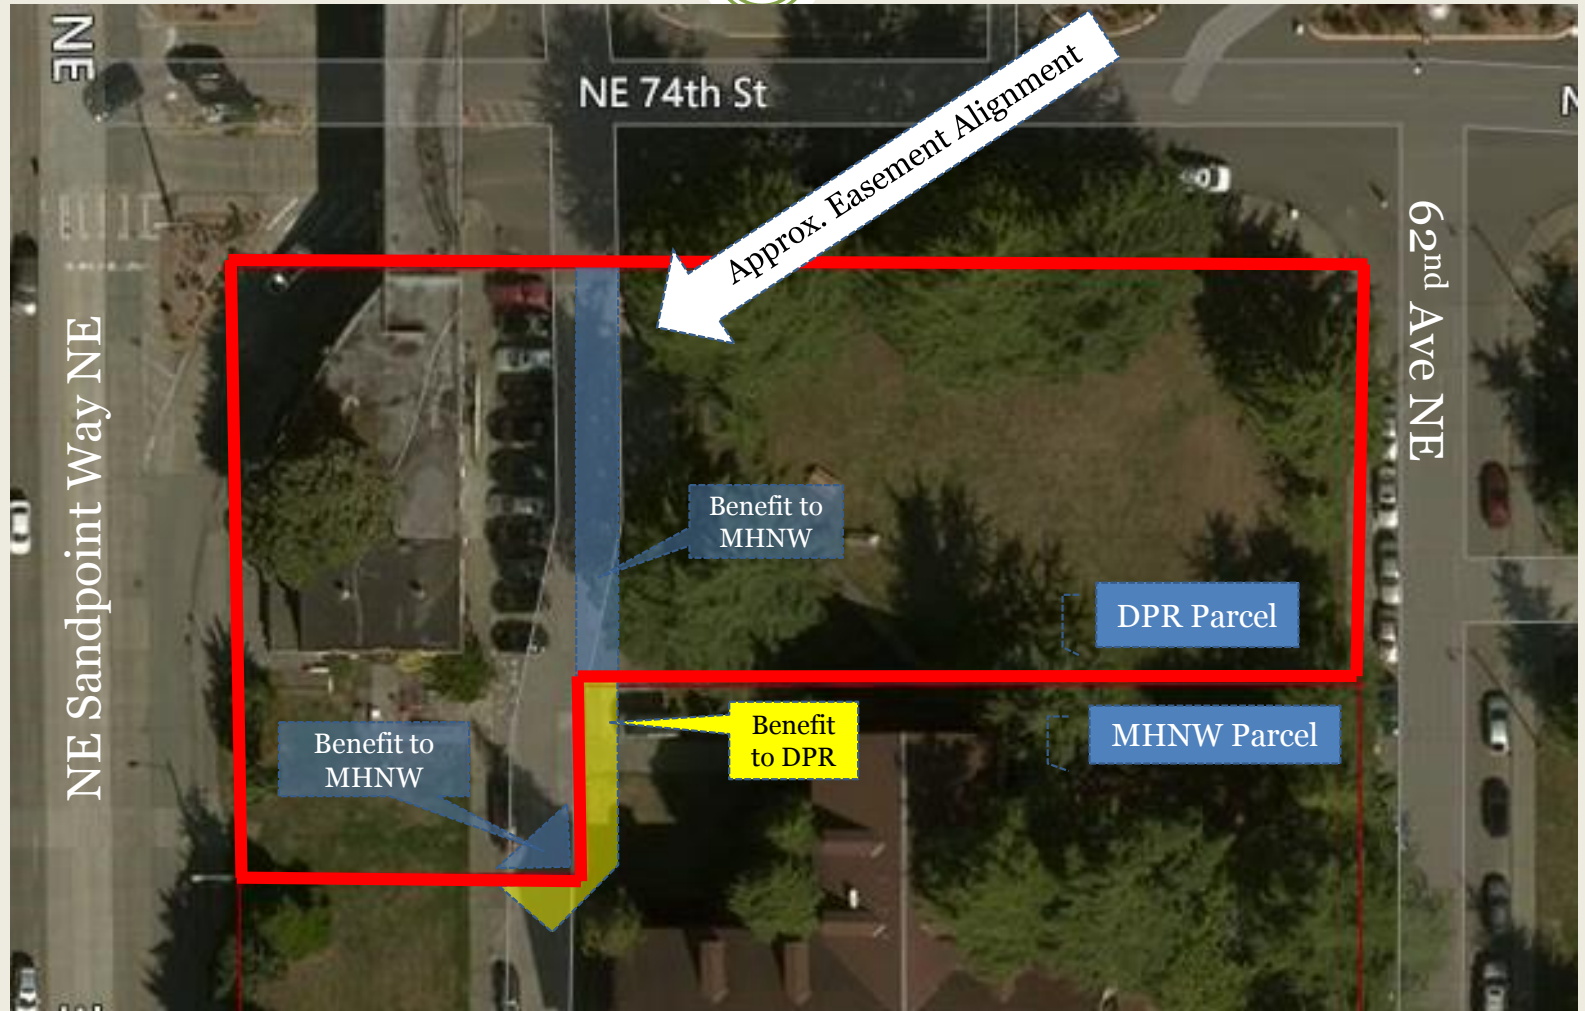 NE
NE 74th St
N
Approx. Easement Alignment
62nd Ave NE
NE Sandpoint Way NE
Benefit to
MHNW
DPR Parcel
Benefit
to DPR
MHNW Parcel
Benefit to
MHNW